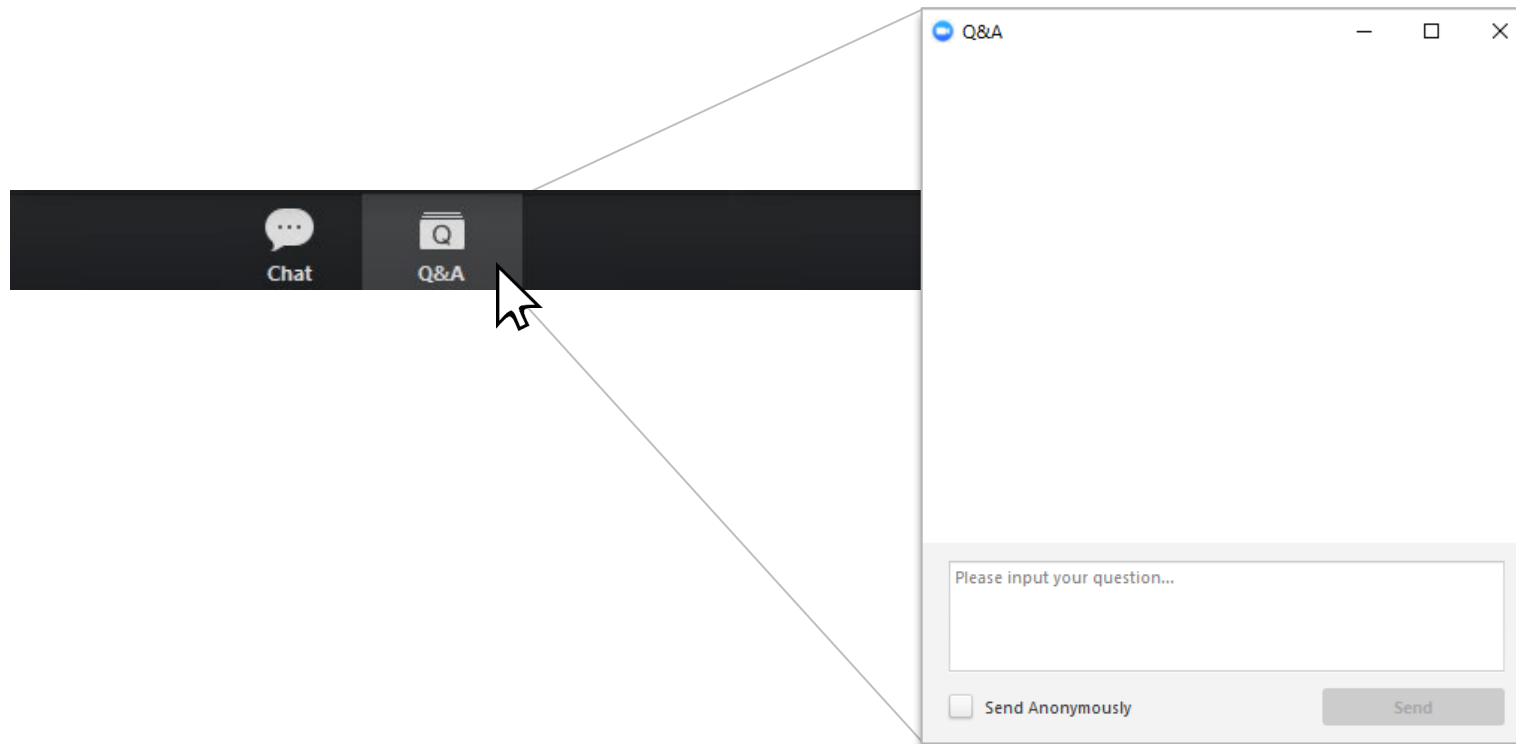 Q&A
Chat
Q
Q&A
Please input your question...
Send Anonymously
Send